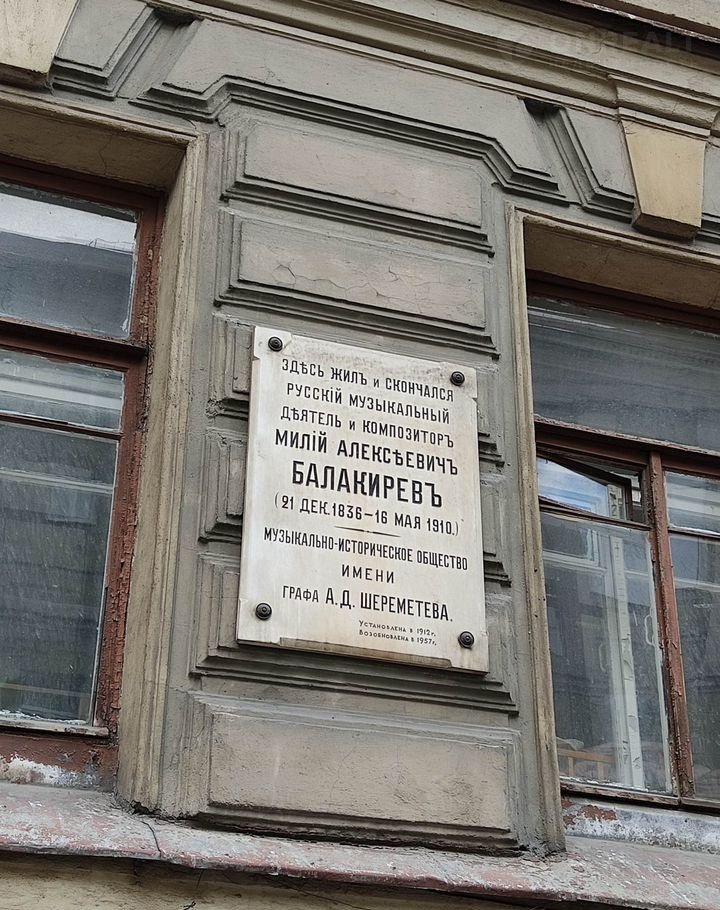 ЗДѢСЬ ЖИЛЪ И СКОНЧАЛСЯ
РУССКІЙ МУЗЫКАЛЬНЫЙ
ДѢЯТЕЛЬ И КОМПОЗИТОРЪ
МИЛІЙ АЛЕКСѢЕВИЧЪ
БАЛАКИРЕВЪ
(21 ДЕК.1836–16 МАЯ 1910.)
МУЗЫКАЛЬНО-ИСТОРИЧЕСКОЕ ОБЩЕСТВО
ИМЕНИ
ГРАФА А.Д. ШЕРЕМЕТЕВА.
УСТАНОВЛЕНА В 1912г.
ВОЗОБНОВЛЕНА В 1957г.